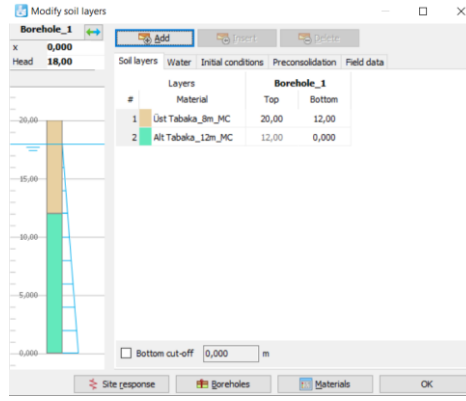 Modify soil layers
Borehole_1
x 0,000
Head 18,00
Add Insert Delete
Soil layers Water Initial conditions Preconsolidation Field data
Layers Borehole_1
# Material Top Bottom
1 Üst Tabaka_8m_MC 20,00 12,00
2 Alt Tabaka_12m_MC 12,00 0,000
20,00
15,00
10,00
5,000
0,000
Bottom cut-off 0,000 m
Site response Boreholes Materials OK